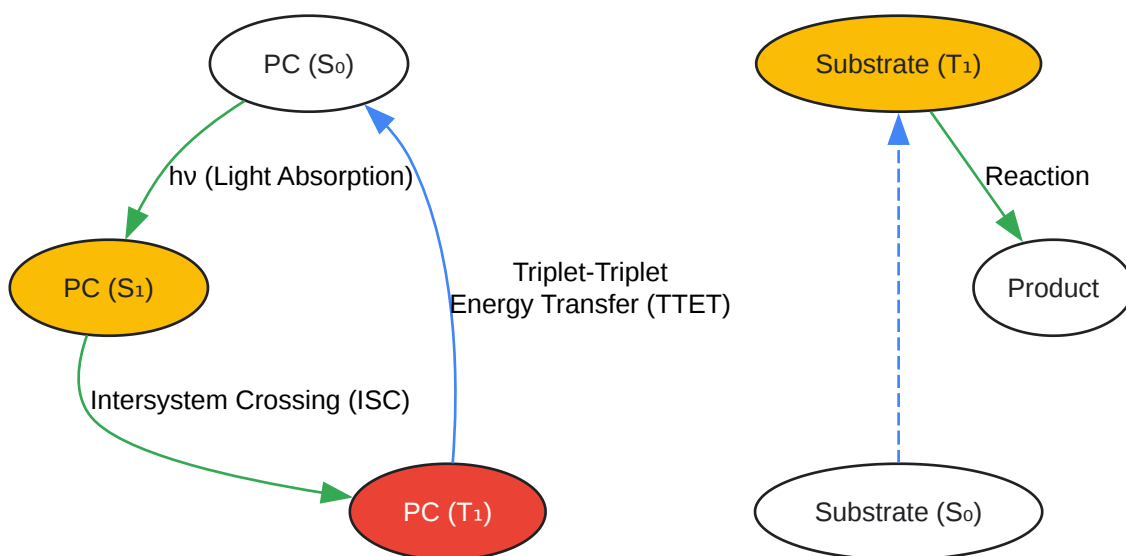 PC (S₀)
Substrate (T₁)
hν (Light Absorption)
Reaction
PC (S₁)
Triplet-Triplet
Energy Transfer (TTET)
Product
Intersystem Crossing (ISC)
PC (T₁)
Substrate (S₀)